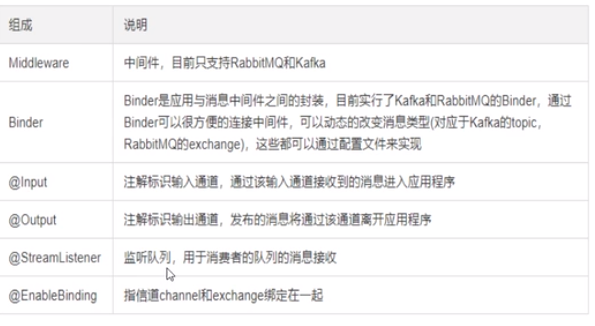 组成 说明
Middleware 中间件，目前只支持RabbitMQ和Kafka
Binder是应用与消息中间件之间的封装，目前实行了Kafka和RabbitMQ的Binder，通过
Binder Binder可以很方便的连接中间件，可以动态的改变消息类型(对应于Kafka的topic，
RabbitMQ的exchange)，这些都可以通过配置文件来实现
@Input 注解标识输入通道，通过该输入通道接收到的消息进入应用程序
@Output 注解标识输出通道，发布的消息将通过该通道离开应用程序
@StreamListener 监听队列，用于消费者的队列的消息接收
@EnableBinding 指信道channel和exchange绑定在一起